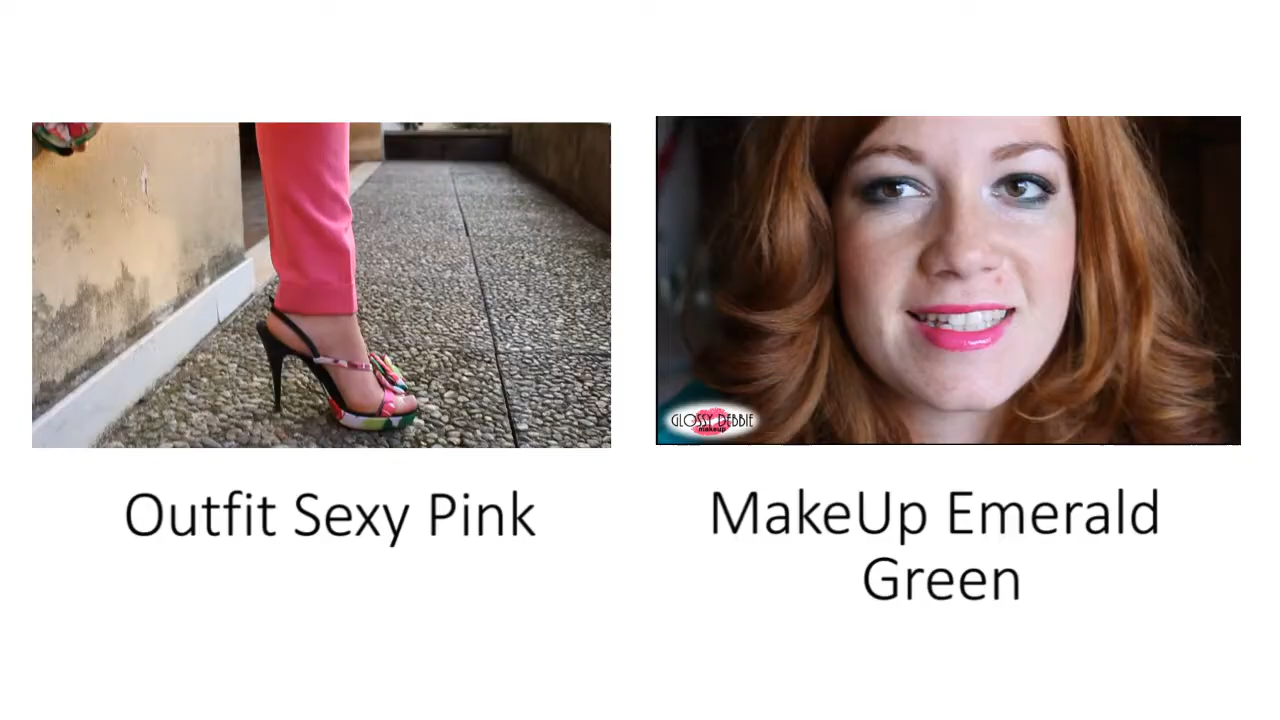 GLOSSY DEBBIE
makeup
Outfit Sexy Pink
MakeUp Emerald
Green